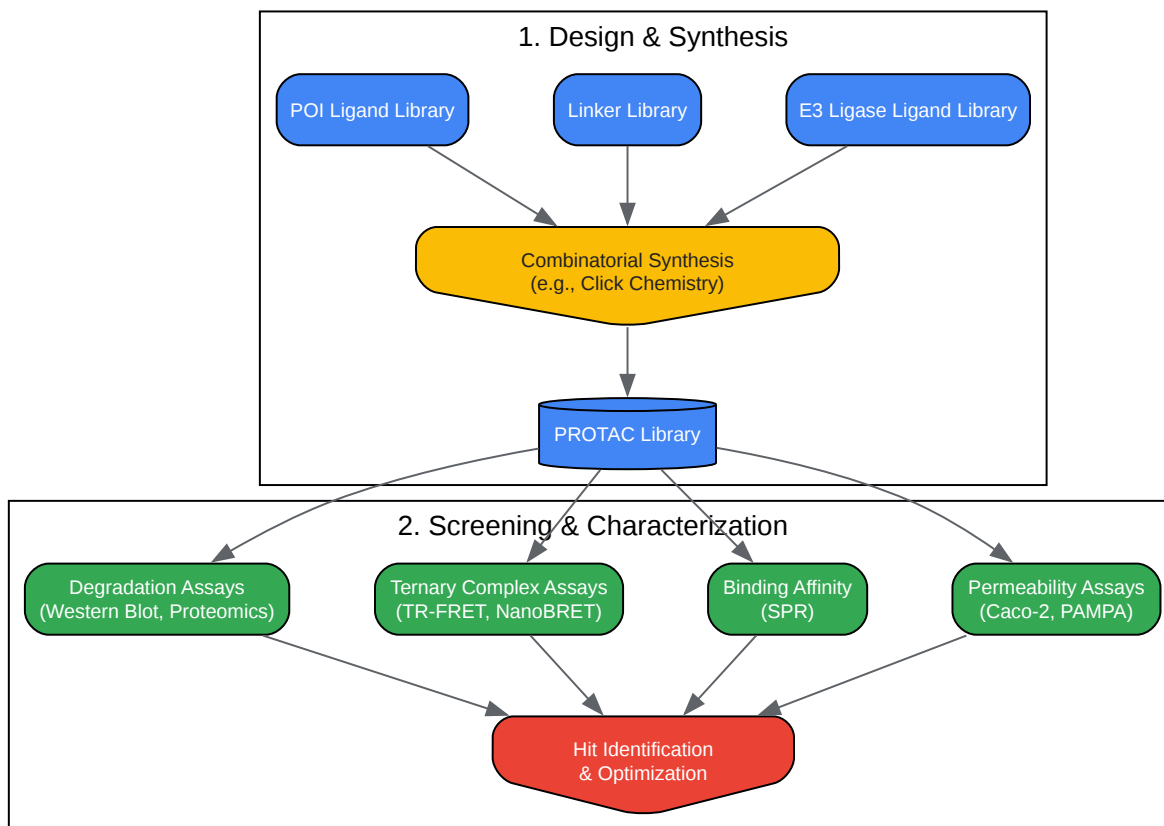 1. Design & Synthesis
POI Ligand Library
Linker Library
E3 Ligase Ligand Library
Combinatorial Synthesis
(e.g., Click Chemistry)
PROTAC Library
2. Screening & Characterization
Degradation Assays
(Western Blot, Proteomics)
Ternary Complex Assays
(TR-FRET, NanoBRET)
Binding Affinity
(SPR)
Permeability Assays
(Caco-2, PAMPA)
Hit Identification
& Optimization